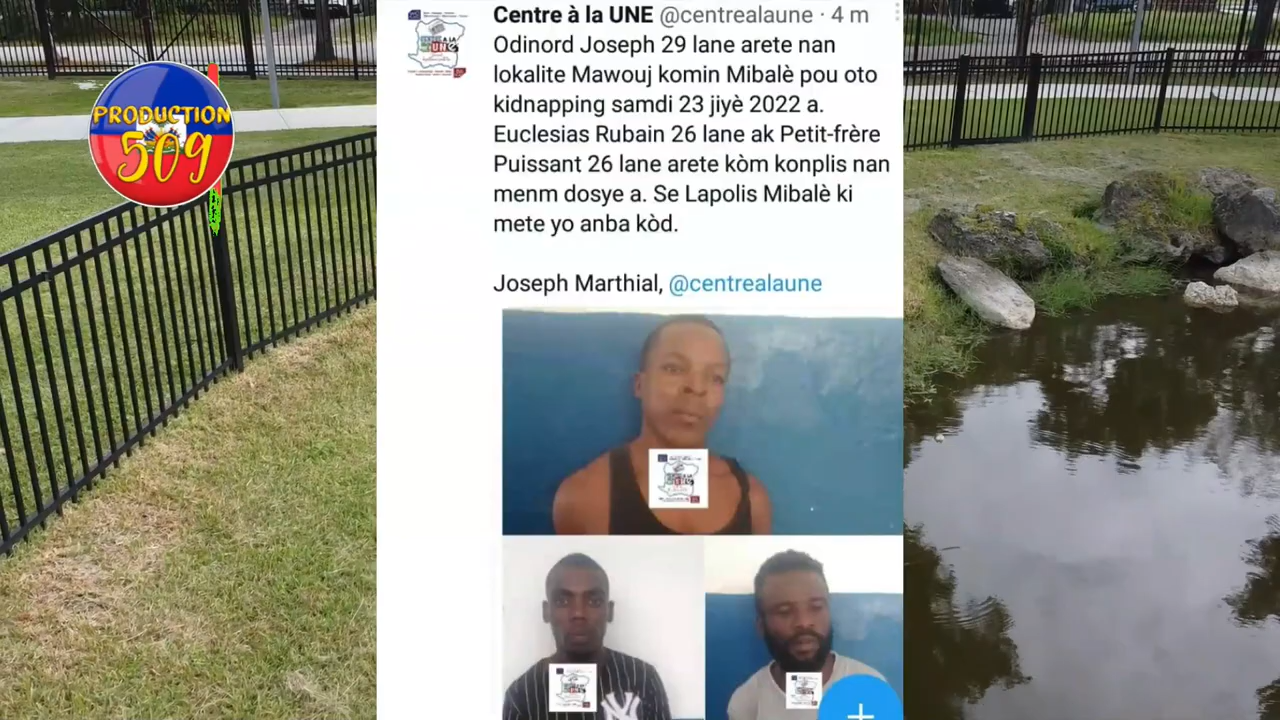 PRODUCTION
509
Centre à la UNE @centrealaune · 4 m
Odinord Joseph 29 lane arete nan
lokalite Mawouj komin Mibalè pou oto
kidnapping samdi 23 jiyè 2022 a.
Euclesias Rubain 26 lane ak Petit-frère
Puissant 26 lane arete kòm konplis nan
menm dosye a. Se Lapolis Mibalè ki
mete yo anba kòd.
Joseph Marthial, @centrealaune
NY
+